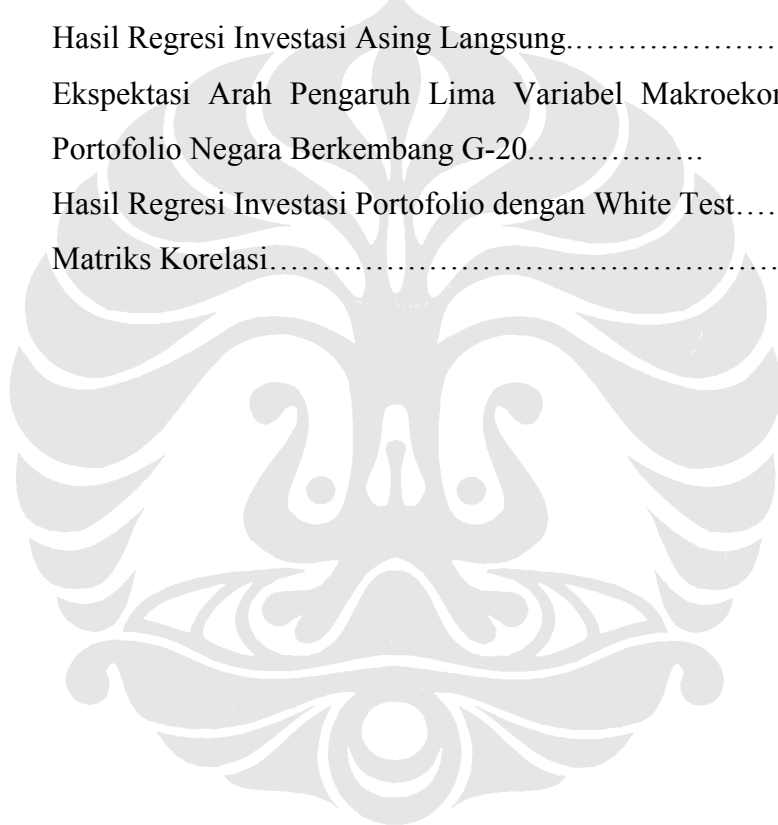 Hasil Regresi Investasi Asing Langsung…………………
Ekspektasi Arah Pengaruh Lima Variabel
Portofolio Negara Berkembang G-20……………..
Hasil Regresi Investasi Portofolio dengan White Test…..
Matriks Korelasi…………………………………………….